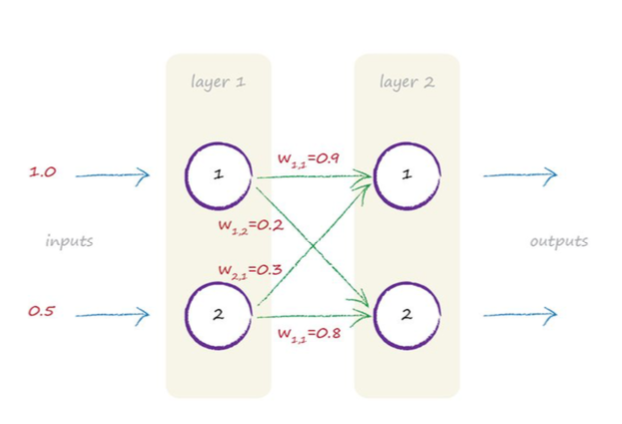 layer 1
layer 2
1.0
1
w1,1=0.9
1
w1,2=0.2
inputs
outputs
w2,1=0.3
0.5
2
2
w1,1=0.8